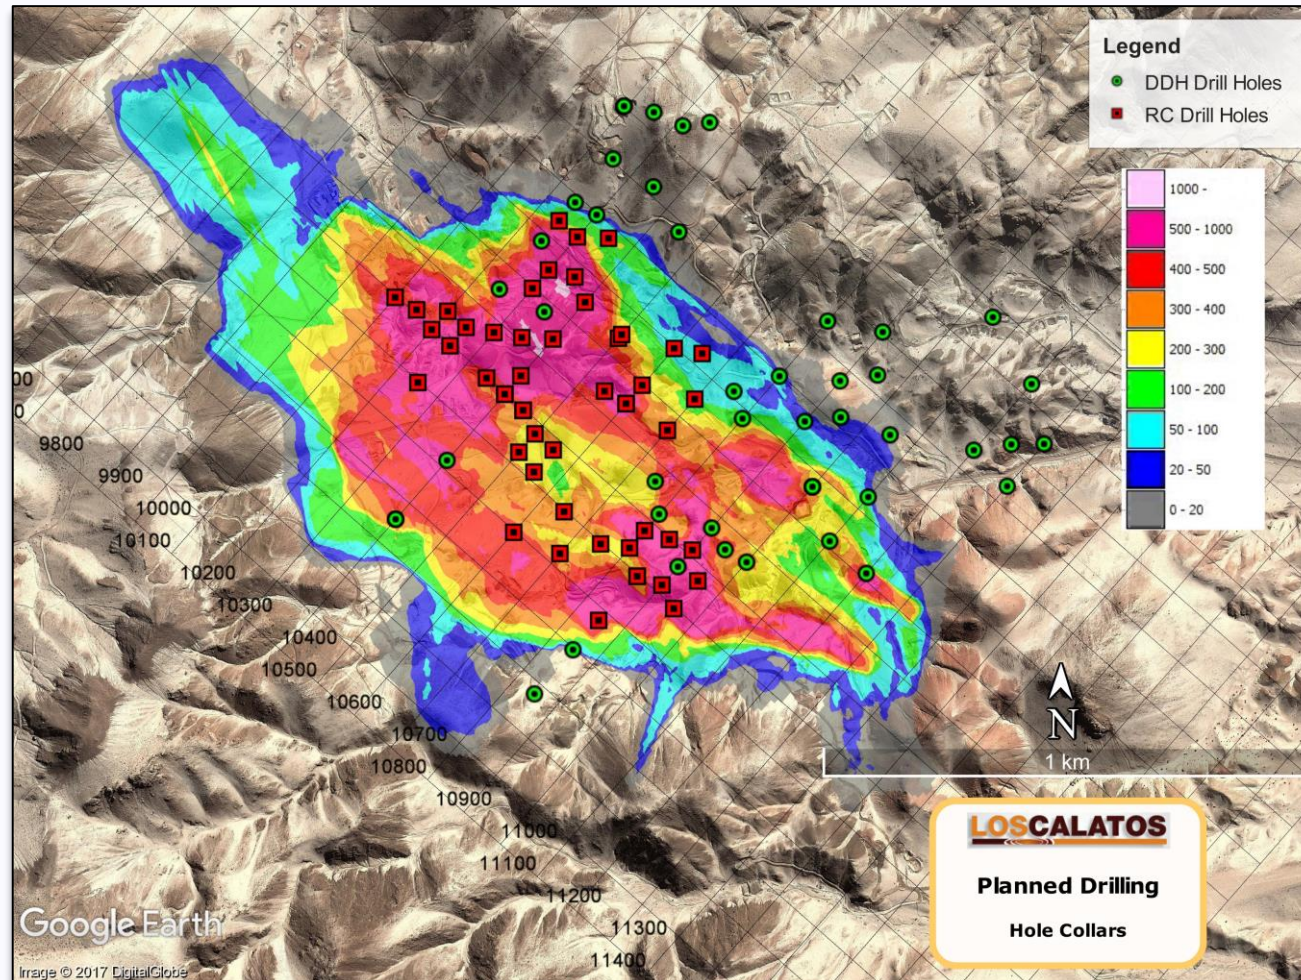 Legend
DDH Drill Holes
RC Drill Holes
1000 -
500 - 1000
400 - 500
300 - 400
200 - 300
100 - 200
50 - 100
20 - 50
0 - 20
00
0
9800
9900
10000
10100
10200
10300
10400
10500
10600
10700
10800
10900
11000
11100
11200
11300
11400
N
1 km
LOSCALATOS
Planned Drilling
Hole Collars
Google Earth
Image © 2017 DigitalGlobe